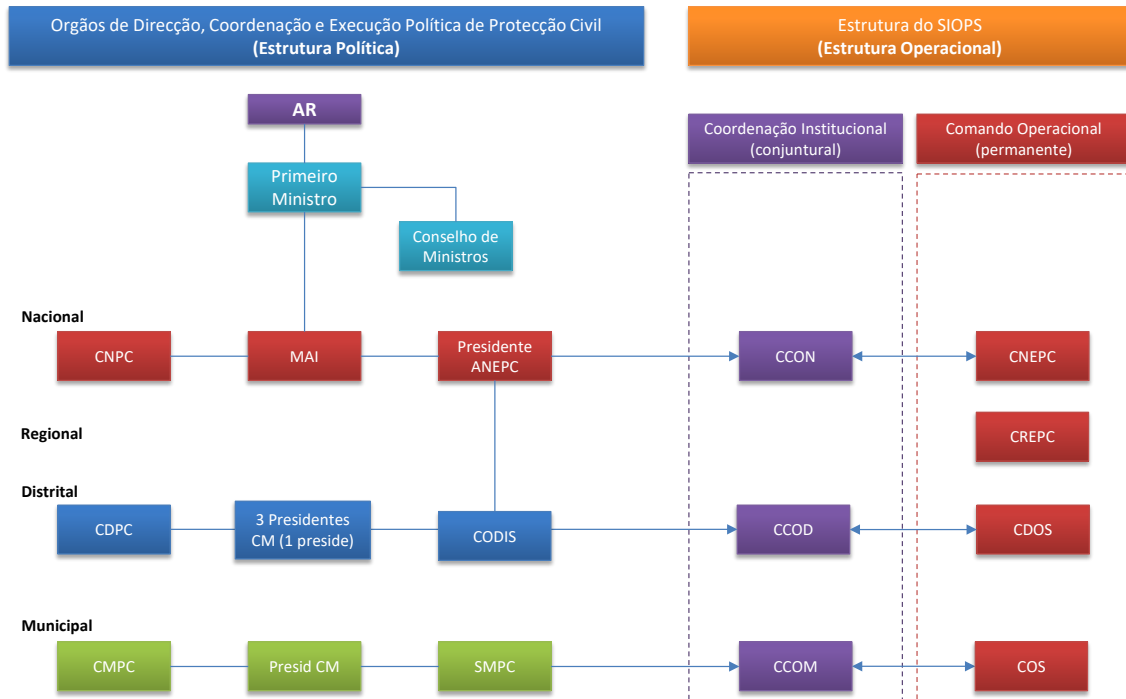 Orgãos de Direcção, Coordenação e Execução Política de Protecção Civil
(Estrutura Política)
Estrutura do SIOPS
(Estrutura Operacional)
AR
Coordenação Institucional
(conjuntural)
Comando Operacional
(permanente)
Primeiro
Ministro
Conselho de
Ministros
Nacional
CNPC
MAI
Presidente
ANEPC
CCON
CNEPC
Regional
CREPC
Distrital
CDPC
3 Presidentes
CM (1 preside)
CODIS
CCOD
CDOS
Municipal
CMPC
Presid CM
SMPC
CCOM
COS